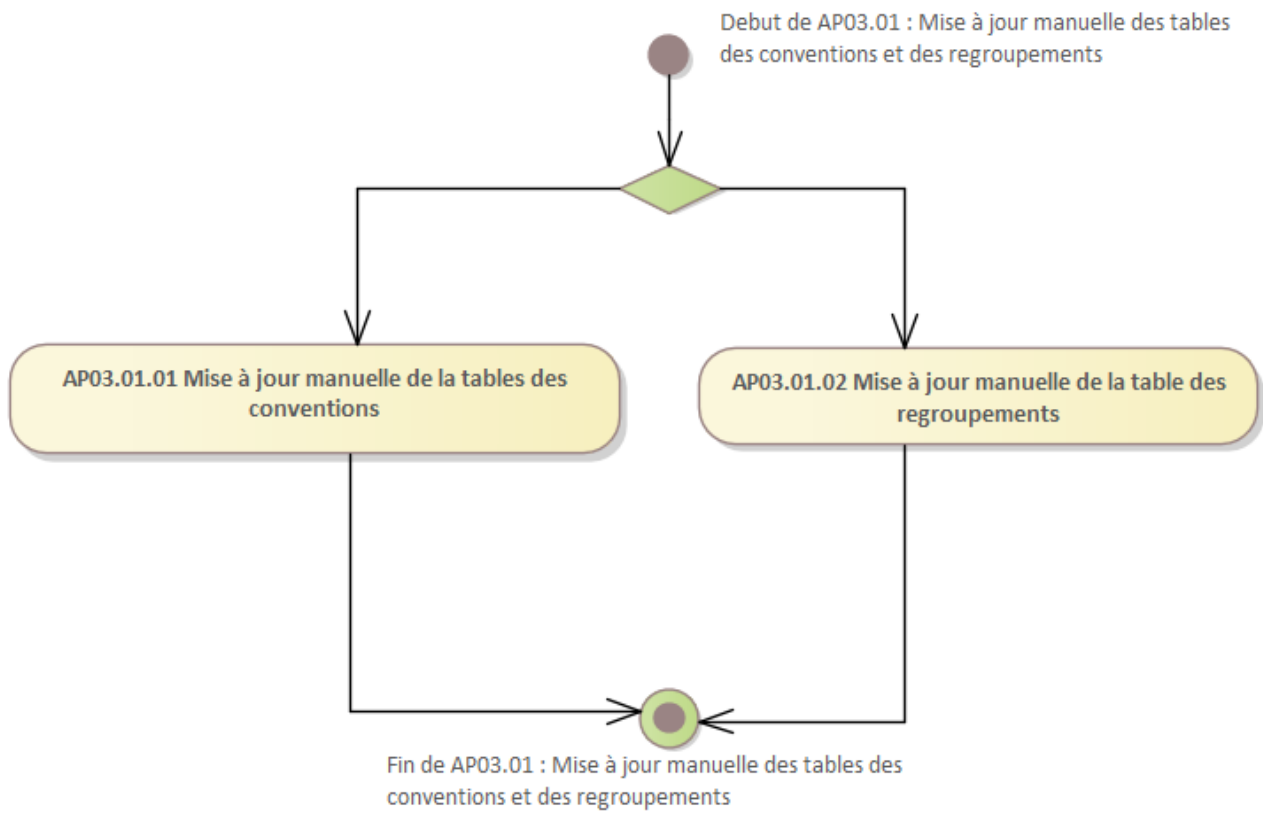 Debut de AP03.01 : Mise à jour manuelle des tables
des conventions et des regroupements
AP03.01.01 Mise à jour manuelle de la tables des
conventions
AP03.01.02 Mise à jour manuelle de la table des
regroupements
Fin de AP03.01 : Mise à jour manuelle des tables des
conventions et des regroupements